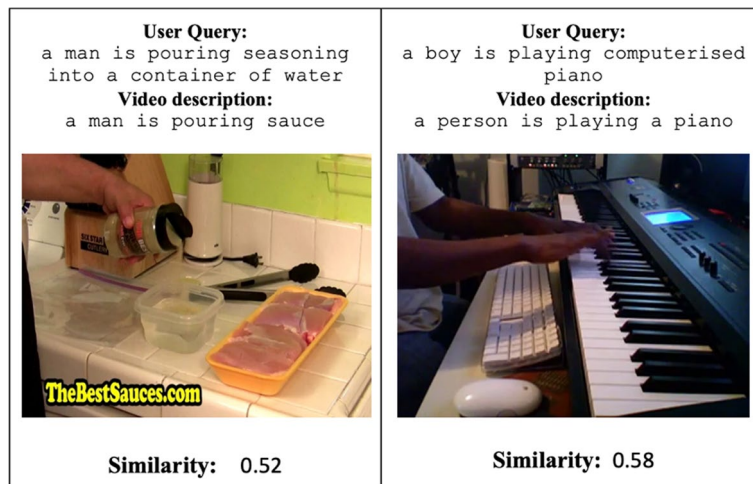 User Query:
a man is pouring seasoning
into a container of water
Video description:
a man is pouring sauce
TheBestSauces.com
Similarity: 0.52
User Query:
a boy is playing computerised
piano
Video description:
a person is playing a piano
Similarity: 0.58